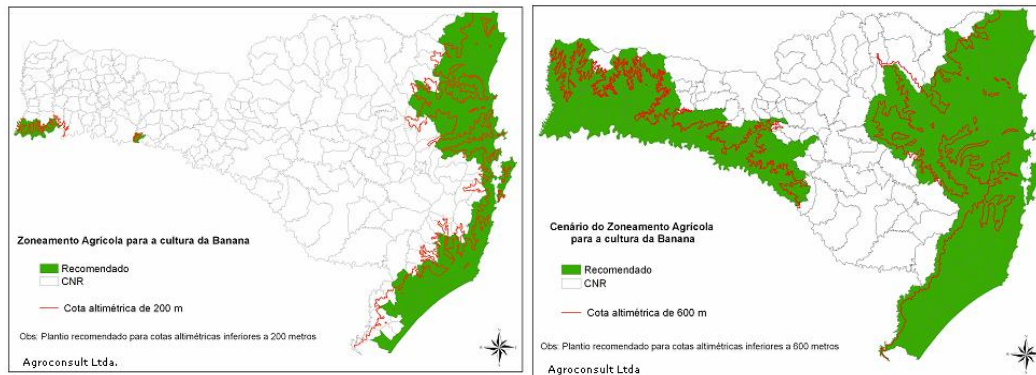 Zoneamento Agrícola para a cultura da Banana
Recomendado
CNR
Cota altimétrica de 200 m
Obs: Plantio recomendado para cotas altimétricas inferiores a 200 metros
Agroconsult Ltda.
Cenário do Zoneamento Agrícola
para a cultura da Banana
Recomendado
CNR
Cota altimétrica de 600 m
Obs: Plantio recomendado para cotas altimétricas inferiores a 600 metros
Agroconsult Ltda